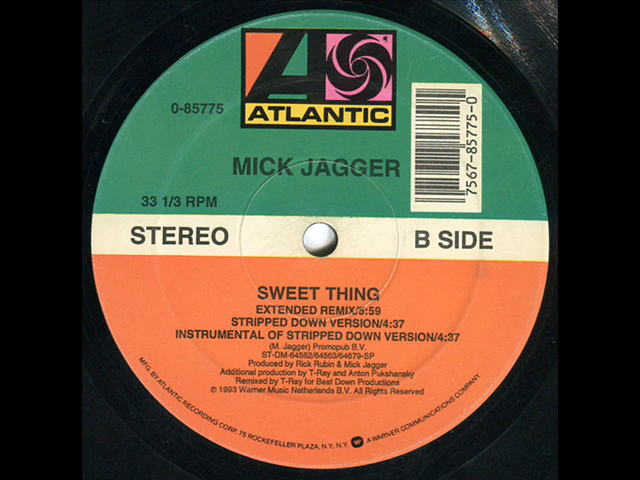 ATLANTIC
0-85775
7567-85775-0
MICK JAGGER
33 1/3 RPM
STEREO
B SIDE
SWEET THING
EXTENDED REMIX/5:59
STRIPPED DOWN VERSION/4:37
INSTRUMENTAL OF STRIPPED DOWN VERSION/4:37
(M. Jagger) Promopub B.V.
ST-DM-64562/64563/64679-SP
Produced by Rick Rubin & Mick Jagger
Additional production by T-Ray and Anton Pukshansky
Remixed by T-Ray for Beat Down Productions
© 1993 Warner Music Netherlands B.V. All Rights Reserved
MFG. BY ATLANTIC RECORDING CORP. 75 ROCKEFELLER PLAZA, N.Y., N.Y. A WARNER COMMUNICATIONS COMPANY